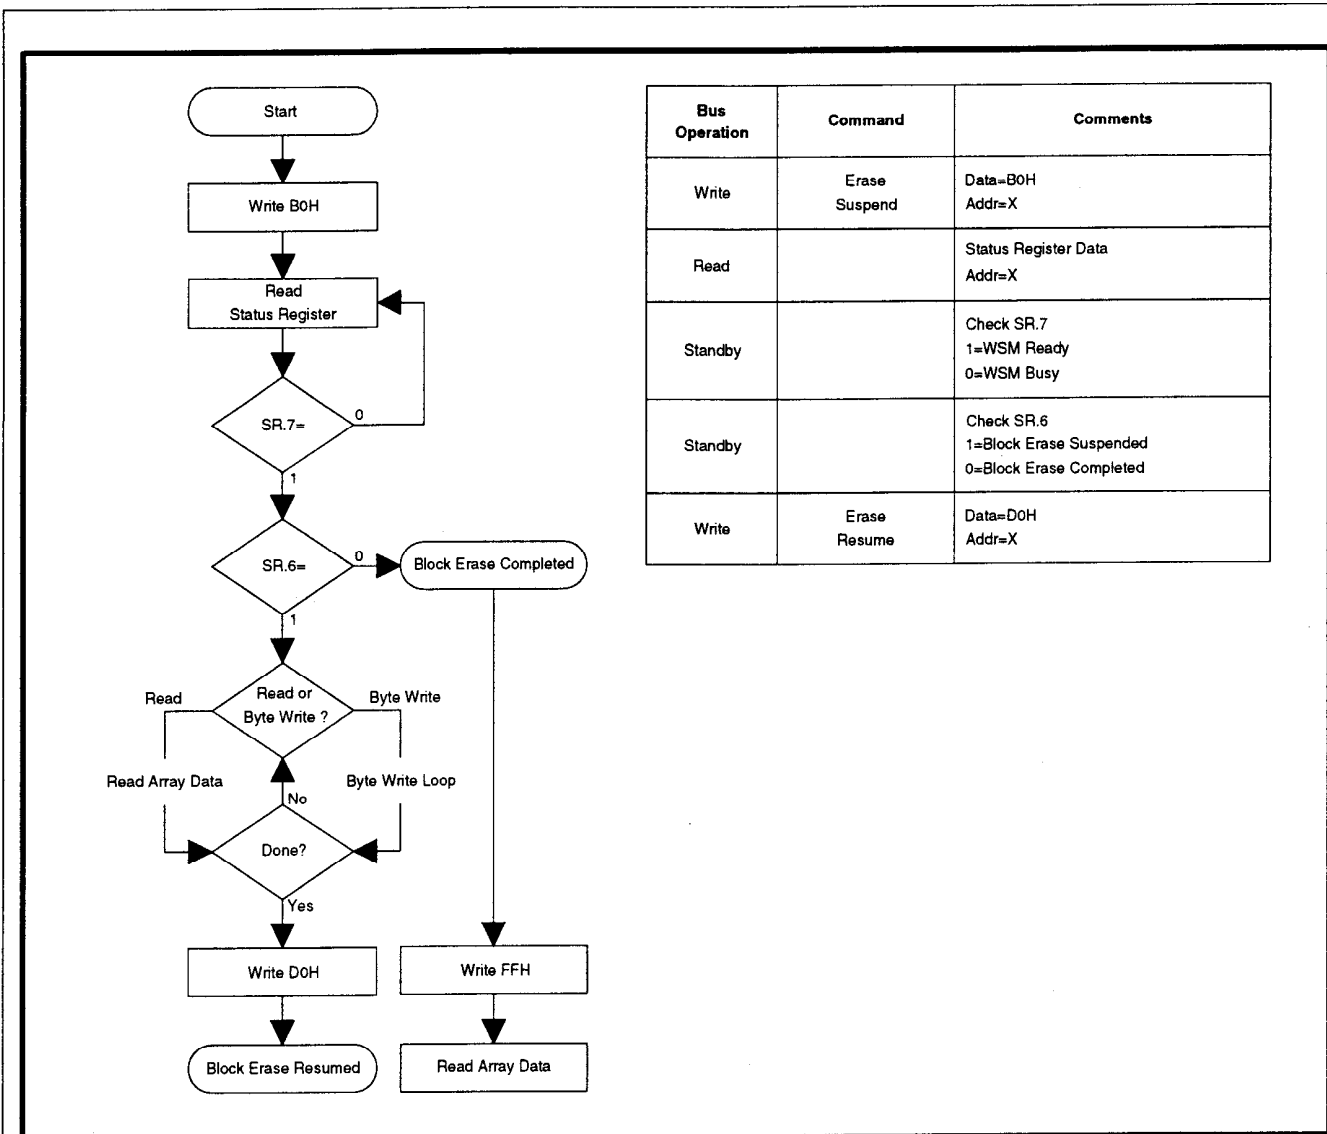 Start
Write B0H
Read
Status Register
SR.7=
0
1
SR.6=
0
Block Erase Completed
1
Read or
Byte Write ?
Read
Byte Write
Read Array Data
Byte Write Loop
No
Done?
Yes
Write D0H
Write FFH
Block Erase Resumed
Read Array Data
Bus
Operation
Command
Comments
Write
Erase
Suspend
Data=B0H
Addr=X
Read
Status Register Data
Addr=X
Standby
Check SR.7
1=WSM Ready
0=WSM Busy
Standby
Check SR.6
1=Block Erase Suspended
0=Block Erase Completed
Write
Erase
Resume
Data=D0H
Addr=X